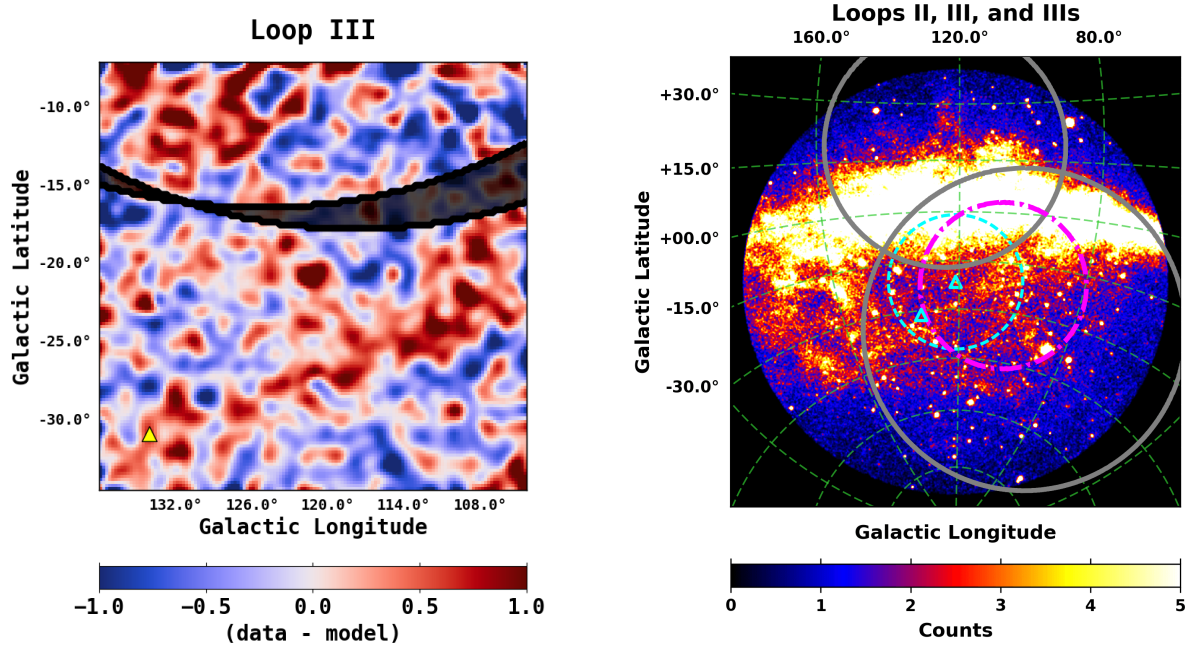 Loop III
-10.0°
-15.0°
-20.0°
-25.0°
-30.0°
Galactic Latitude
132.0° 126.0° 120.0° 114.0° 108.0°
Galactic Longitude
−1.0 −0.5 0.0 0.5 1.0
(data - model)
Loops II, III, and IIIs
160.0° 120.0° 80.0°
+30.0°
+15.0°
+00.0°
-15.0°
-30.0°
Galactic Latitude
Galactic Longitude
0 1 2 3 4 5
Counts